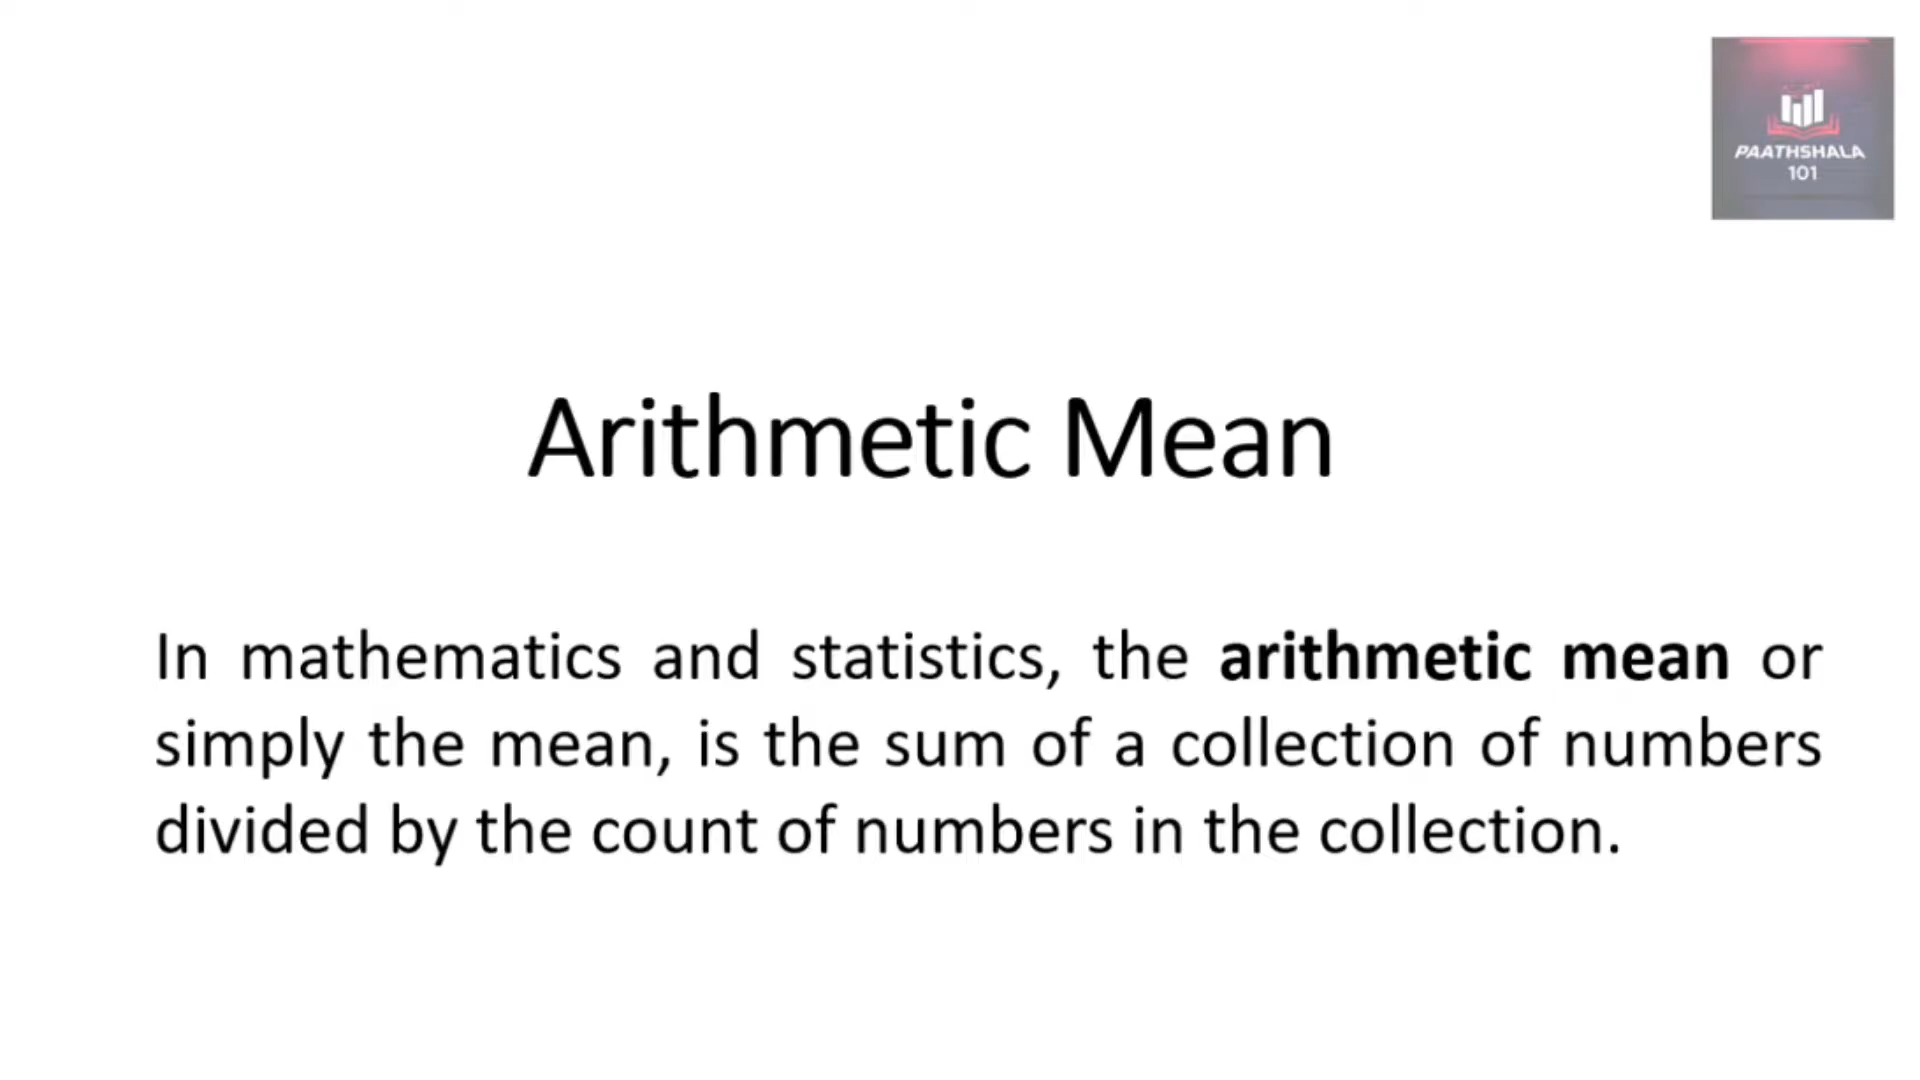 PAATHSHALA
101
Arithmetic Mean
In mathematics and statistics, the arithmetic mean or
simply the mean, is the sum of a collection of numbers
divided by the count of numbers in the collection.